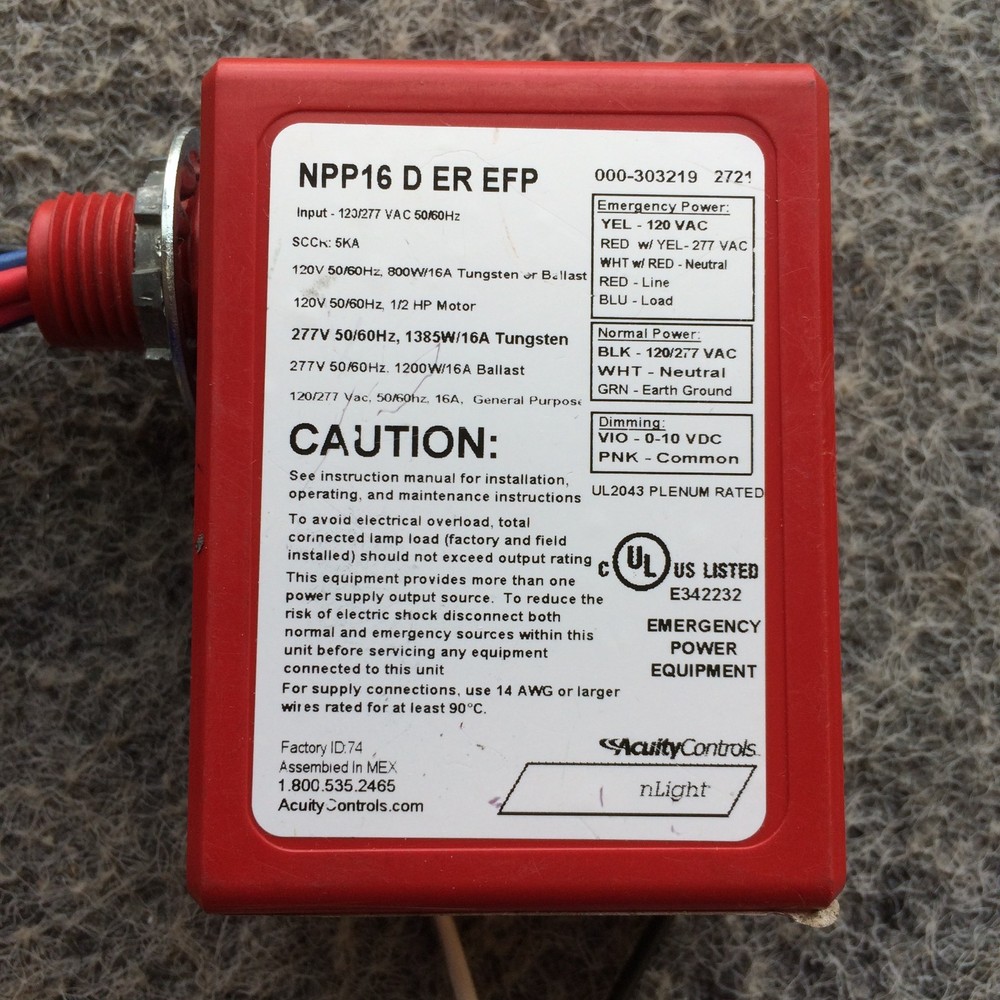 NPP16 D ER EFP
000-303219 2721
Input - 120/277 VAC 50/60Hz
SCCR: 5KA
120V 50/60Hz, 800W/16A Tungsten or Ballast
120V 50/60Hz, 1/2 HP Motor
277V 50/60Hz, 1385W/16A Tungsten
277V 50/60Hz. 1200W/16A Ballast
120/277 Vac, 50/60hz, 16A, General Purpose
Emergency Power:
YEL - 120 VAC
RED w/ YEL- 277 VAC
WHT w/ RED - Neutral
RED - Line
BLU - Load
Normal Power:
BLK - 120/277 VAC
WHT - Neutral
GRN - Earth Ground
Dimming:
VIO - 0-10 VDC
PNK - Common
UL2043 PLENUM RATED
CAUTION:
See instruction manual for installation,
operating, and maintenance instructions
To avoid electrical overload, total
connected lamp load (factory and field
installed) should not exceed output rating
This equipment provides more than one
power supply output source. To reduce the
risk of electric shock disconnect both
normal and emergency sources within this
unit before servicing any equipment
connected to this unit
For supply connections, use 14 AWG or larger
wires rated for at least 90°C.
C UL US LISTED
E342232
EMERGENCY
POWER
EQUIPMENT
Factory ID:74
Assembled In MEX
1.800.535.2465
AcuityControls.com
AcuityControls
nLight